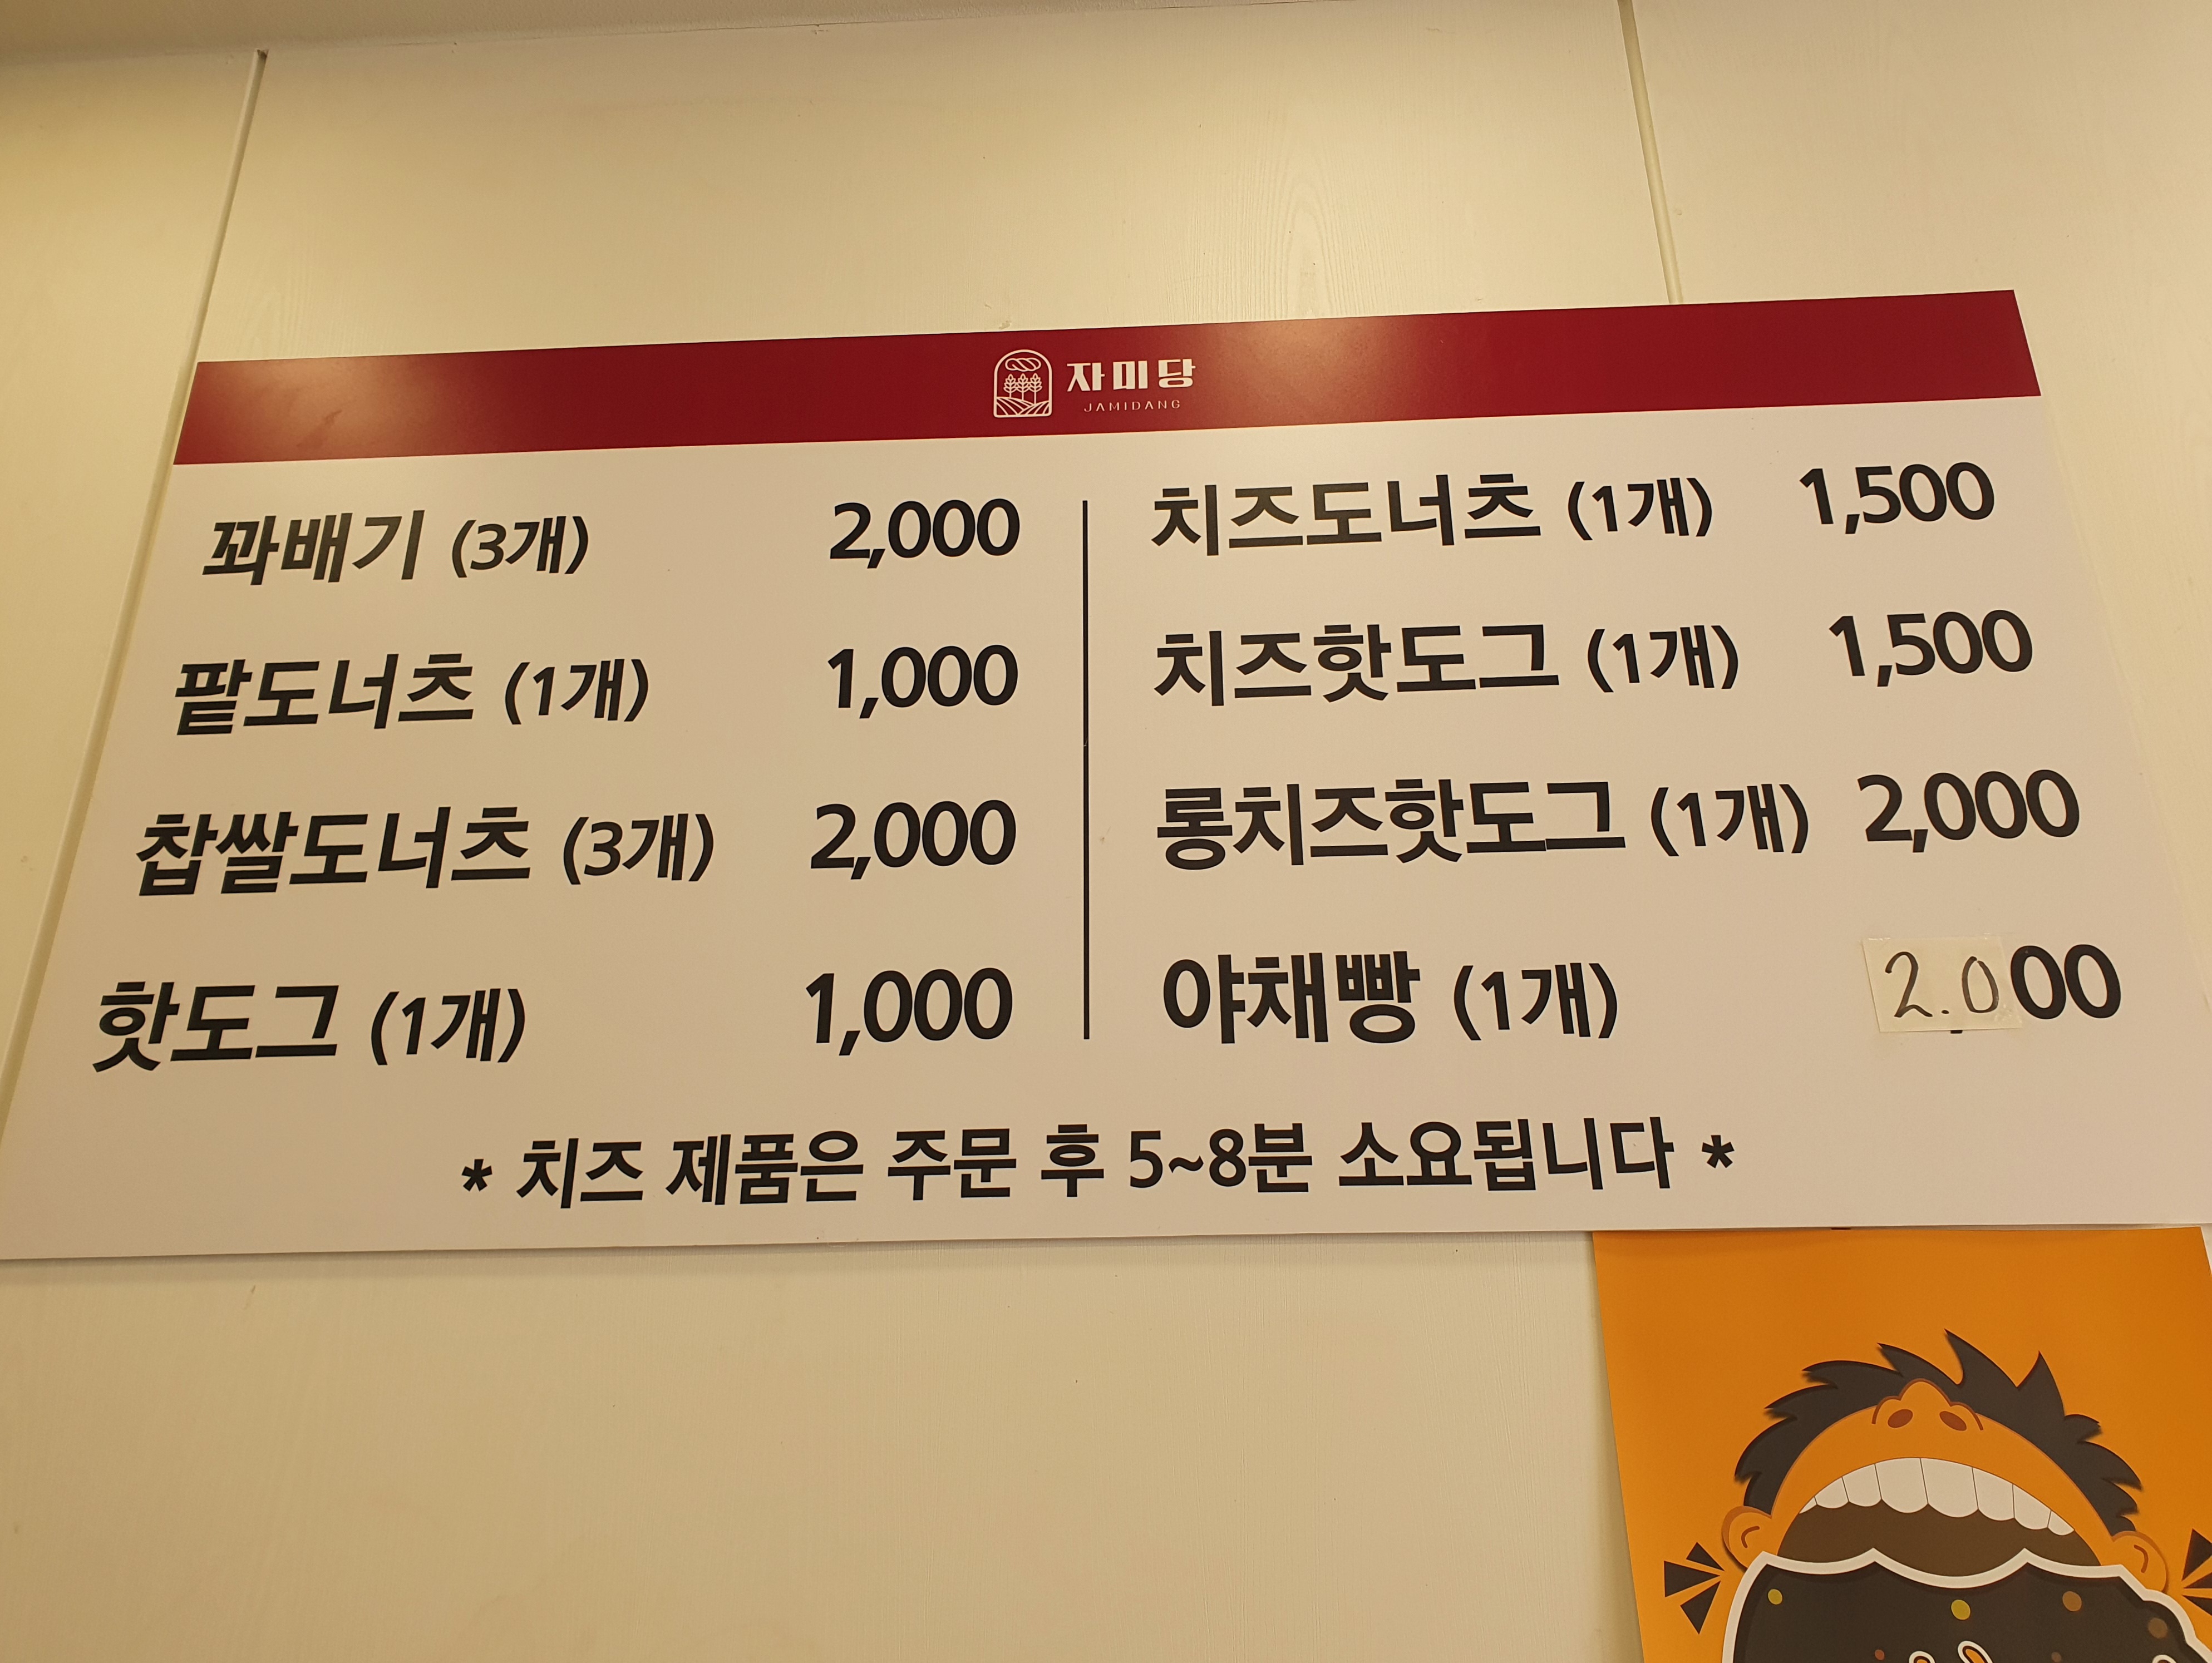 자미당
JAMIDANG
꽈배기 (3개) 2,000
팥도너츠 (1개) 1,000
찹쌀도너츠 (3개) 2,000
핫도그 (1개) 1,000
치즈도너츠 (1개) 1,500
치즈핫도그 (1개) 1,500
롱치즈핫도그 (1개) 2,000
야채빵 (1개) 2.000
* 치즈 제품은 주문 후 5~8분 소요됩니다 *